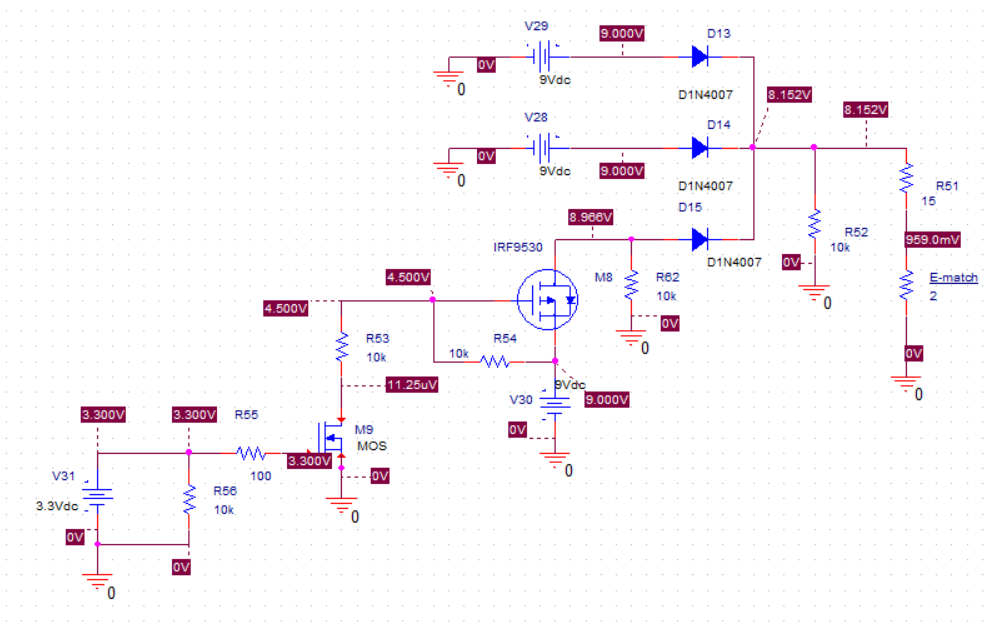 V29
9.000V
D13
0V
0
9Vdc
D1N4007
8.152V
8.152V
V28
D14
0V
0
9Vdc
9.000V
D1N4007
R51
15
D15
8.966V
R52
10k
959.0mV
IRF9530
D1N4007
0V
M8
R62
10k
E-match
2
4.500V
4.500V
0
0V
R53
10k
R54
10k
0
0V
9Vdc
11.25uV
V30
9.000V
0
3.300V
3.300V
R55
0V
M9
MOS
3.300V
0
V31
100
0V
3.3Vdc
R56
10k
0
0V
0V
0